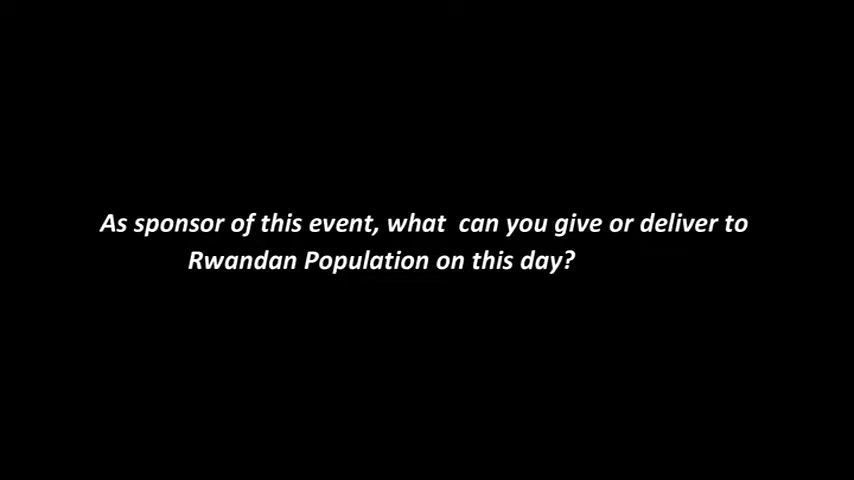 As sponsor of this event, what  can you give or deliver to
Rwandan Population on this day?